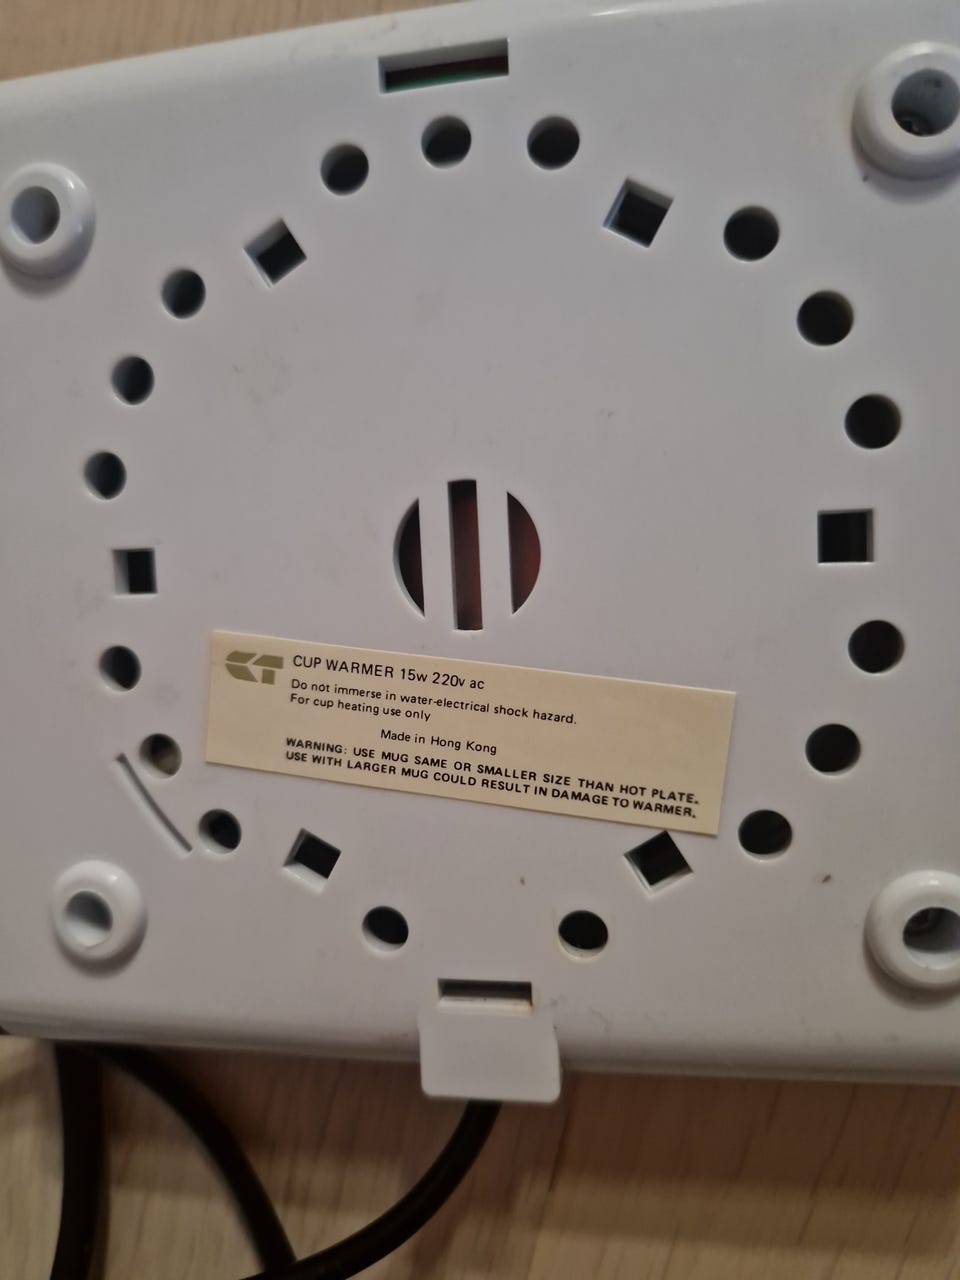 CT CUP WARMER 15w 220v ac
Do not immerse in water-electrical shock hazard.
For cup heating use only
Made in Hong Kong
WARNING: USE MUG SAME OR SMALLER SIZE THAN HOT PLATE.
USE WITH LARGER MUG COULD RESULT IN DAMAGE TO WARMER.